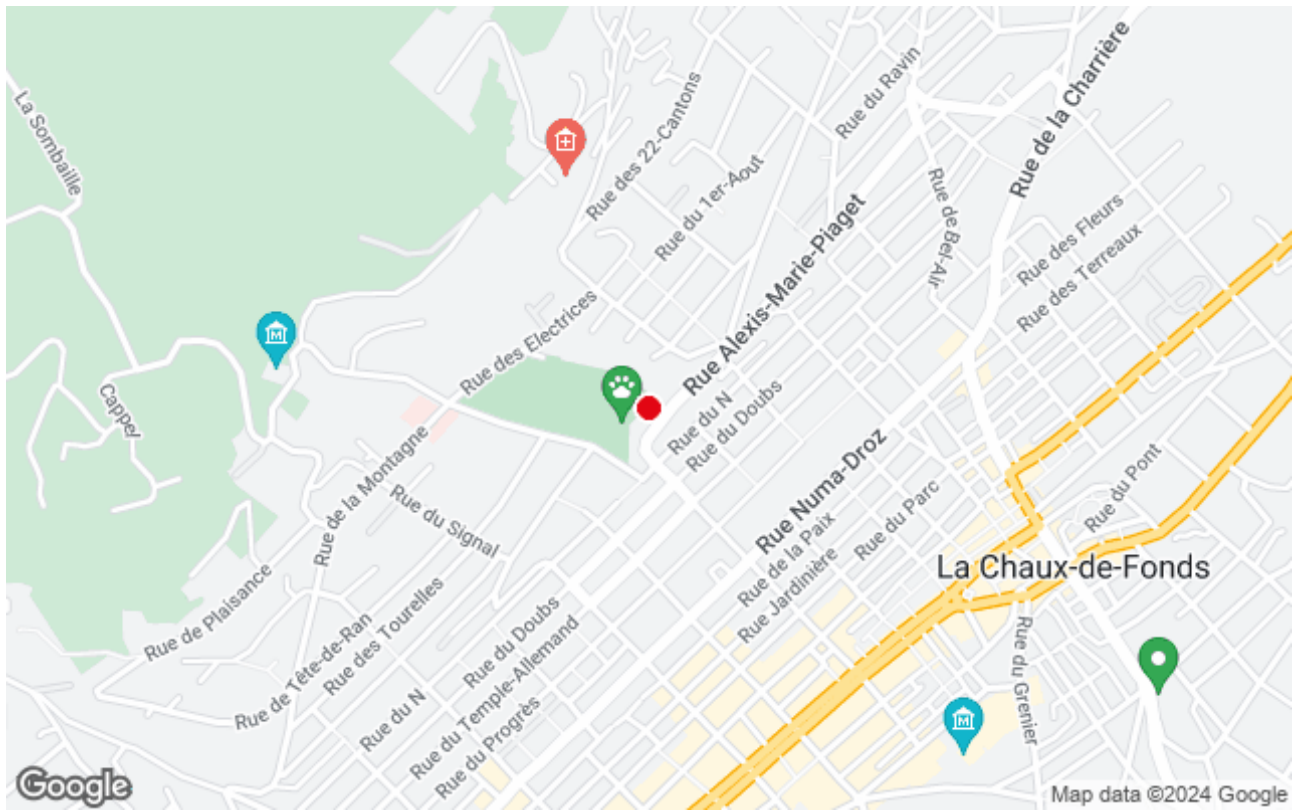 La Sombaille
Rue des 22-Cantons
Rue du 1er-Aout
Rue du Ravin
Rue de la Charrière
Rue de Bel-Air
Rue des Fleurs
Rue des Terreaux
Rue Alexis-Marie-Piaget
Rue des Electrices
Cappel
Rue de la Montagne
Rue du Signal
Rue du N
Rue du Doubs
Rue Numa-Droz
Rue de la Paix
Rue Jardinière
Rue du Parc
Rue du Pont
La Chaux-de-Fonds
Rue de Plaisance
Rue de Tête-de-Ran
Rue des Tourelles
Rue du N
Rue du Doubs
Rue du Temple-Allemand
Rue du Progrès
Rue du Grenier
M
M
Google
Map data ©2024 Google